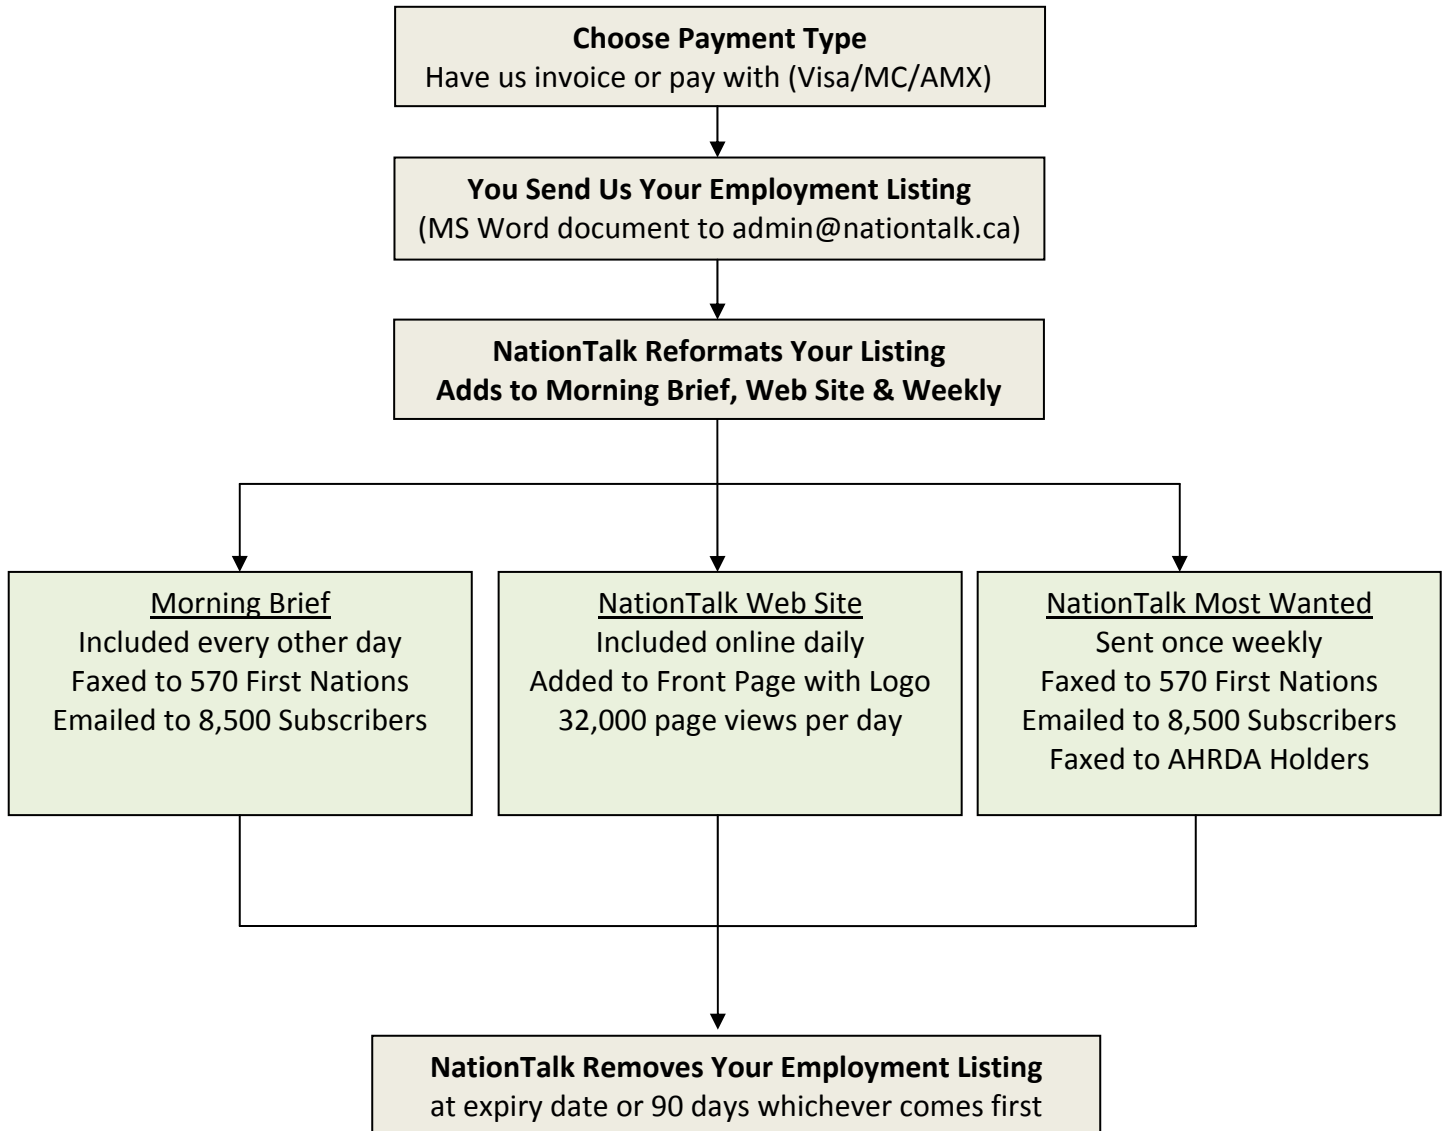 Choose Payment Type
Have us invoice or pay with (Visa/MC/AMX)
You Send Us Your Employment Listing
(MS Word document to admin@nationtalk.ca)
NationTalk Reformats Your Listing
Adds to Morning Brief, Web Site & Weekly
Morning Brief
Included every other day
Faxed to 570 First Nations
Emailed to 8,500 Subscribers
NationTalk Web Site
Included online daily
Added to Front Page with Logo
32,000 page views per day
NationTalk Most Wanted
Sent once weekly
Faxed to 570 First Nations
Emailed to 8,500 Subscribers
Faxed to AHRDA Holders
NationTalk Removes Your Employment Listing
at expiry date or 90 days whichever comes first